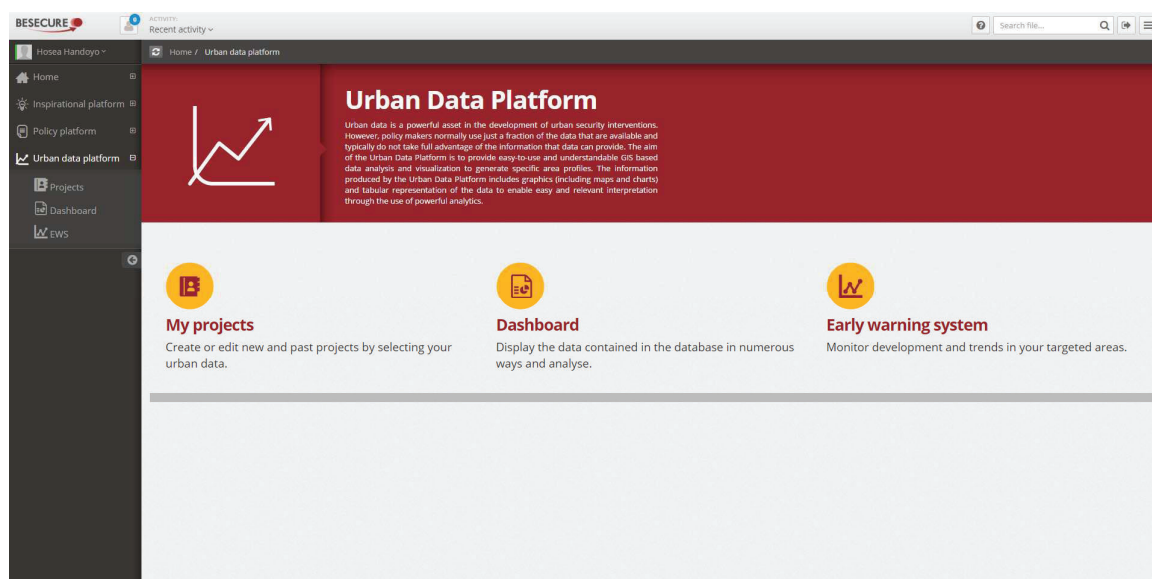 BESECURE
ACTIVITY:
Recent activity
Search file...
Hosea Handoyo
Home / Urban data platform
Home
Inspirational platform
Policy platform
Urban data platform
Projects
Dashboard
EWS
Urban Data Platform
Urban data is a powerful asset in the development of urban security interventions.
However, policy makers normally use just a fraction of the data that are available and
typically do not take full advantage of the information that data can provide. The aim
of the Urban Data Platform is to provide easy-to-use and understandable GIS based
data analysis and visualization to generate specific area profiles. The information
produced by the Urban Data Platform includes graphics (including maps and charts)
and tabular representation of the data to enable easy and relevant interpretation
through the use of powerful analytics.
My projects
Create or edit new and past projects by selecting your
urban data.
Dashboard
Display the data contained in the database in numerous
ways and analyse.
Early warning system
Monitor development and trends in your targeted areas.